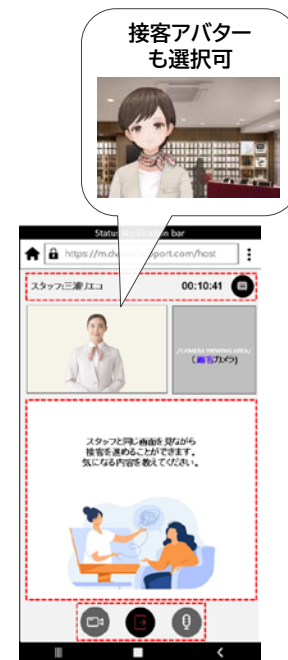 接客アバター
も選択可
Status Notification bar
https://m.dv
port.com/host
スタッフ:三浦リエコ
00:10:41
/CAMERA VIEWING AREA/
(顧客カメラ)
スタッフと同じ画面を見ながら
接客を進めることができます。
気になる内容を教えてください。